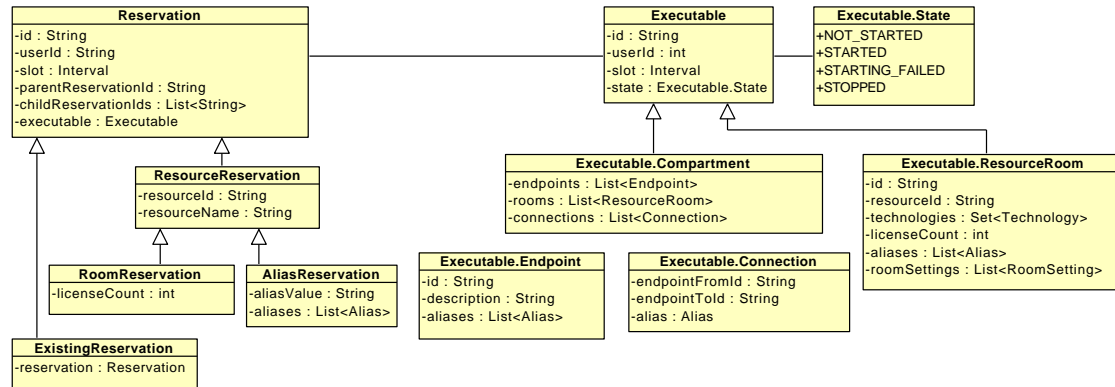 Reservation
-id : String
-userId : String
-slot : Interval
-parentReservationId : String
-childReservationIds : List<String>
-executable : Executable
Executable
-id : String
-userId : int
-slot : Interval
-state : Executable.State
Executable.State
+NOT_STARTED
+STARTED
+STARTING_FAILED
+STOPPED
ResourceReservation
-resourceId : String
-resourceName : String
Executable.Compartment
-endpoints : List<Endpoint>
-rooms : List<ResourceRoom>
-connections : List<Connection>
Executable.ResourceRoom
-id : String
-resourceId : String
-technologies : Set<Technology>
-licenseCount : int
-aliases : List<Alias>
-roomSettings : List<RoomSetting>
RoomReservation
-licenseCount : int
AliasReservation
-aliasValue : String
-aliases : List<Alias>
Executable.Endpoint
-id : String
-description : String
-aliases : List<Alias>
Executable.Connection
-endpointFromId : String
-endpointToId : String
-alias : Alias
ExistingReservation
-reservation : Reservation